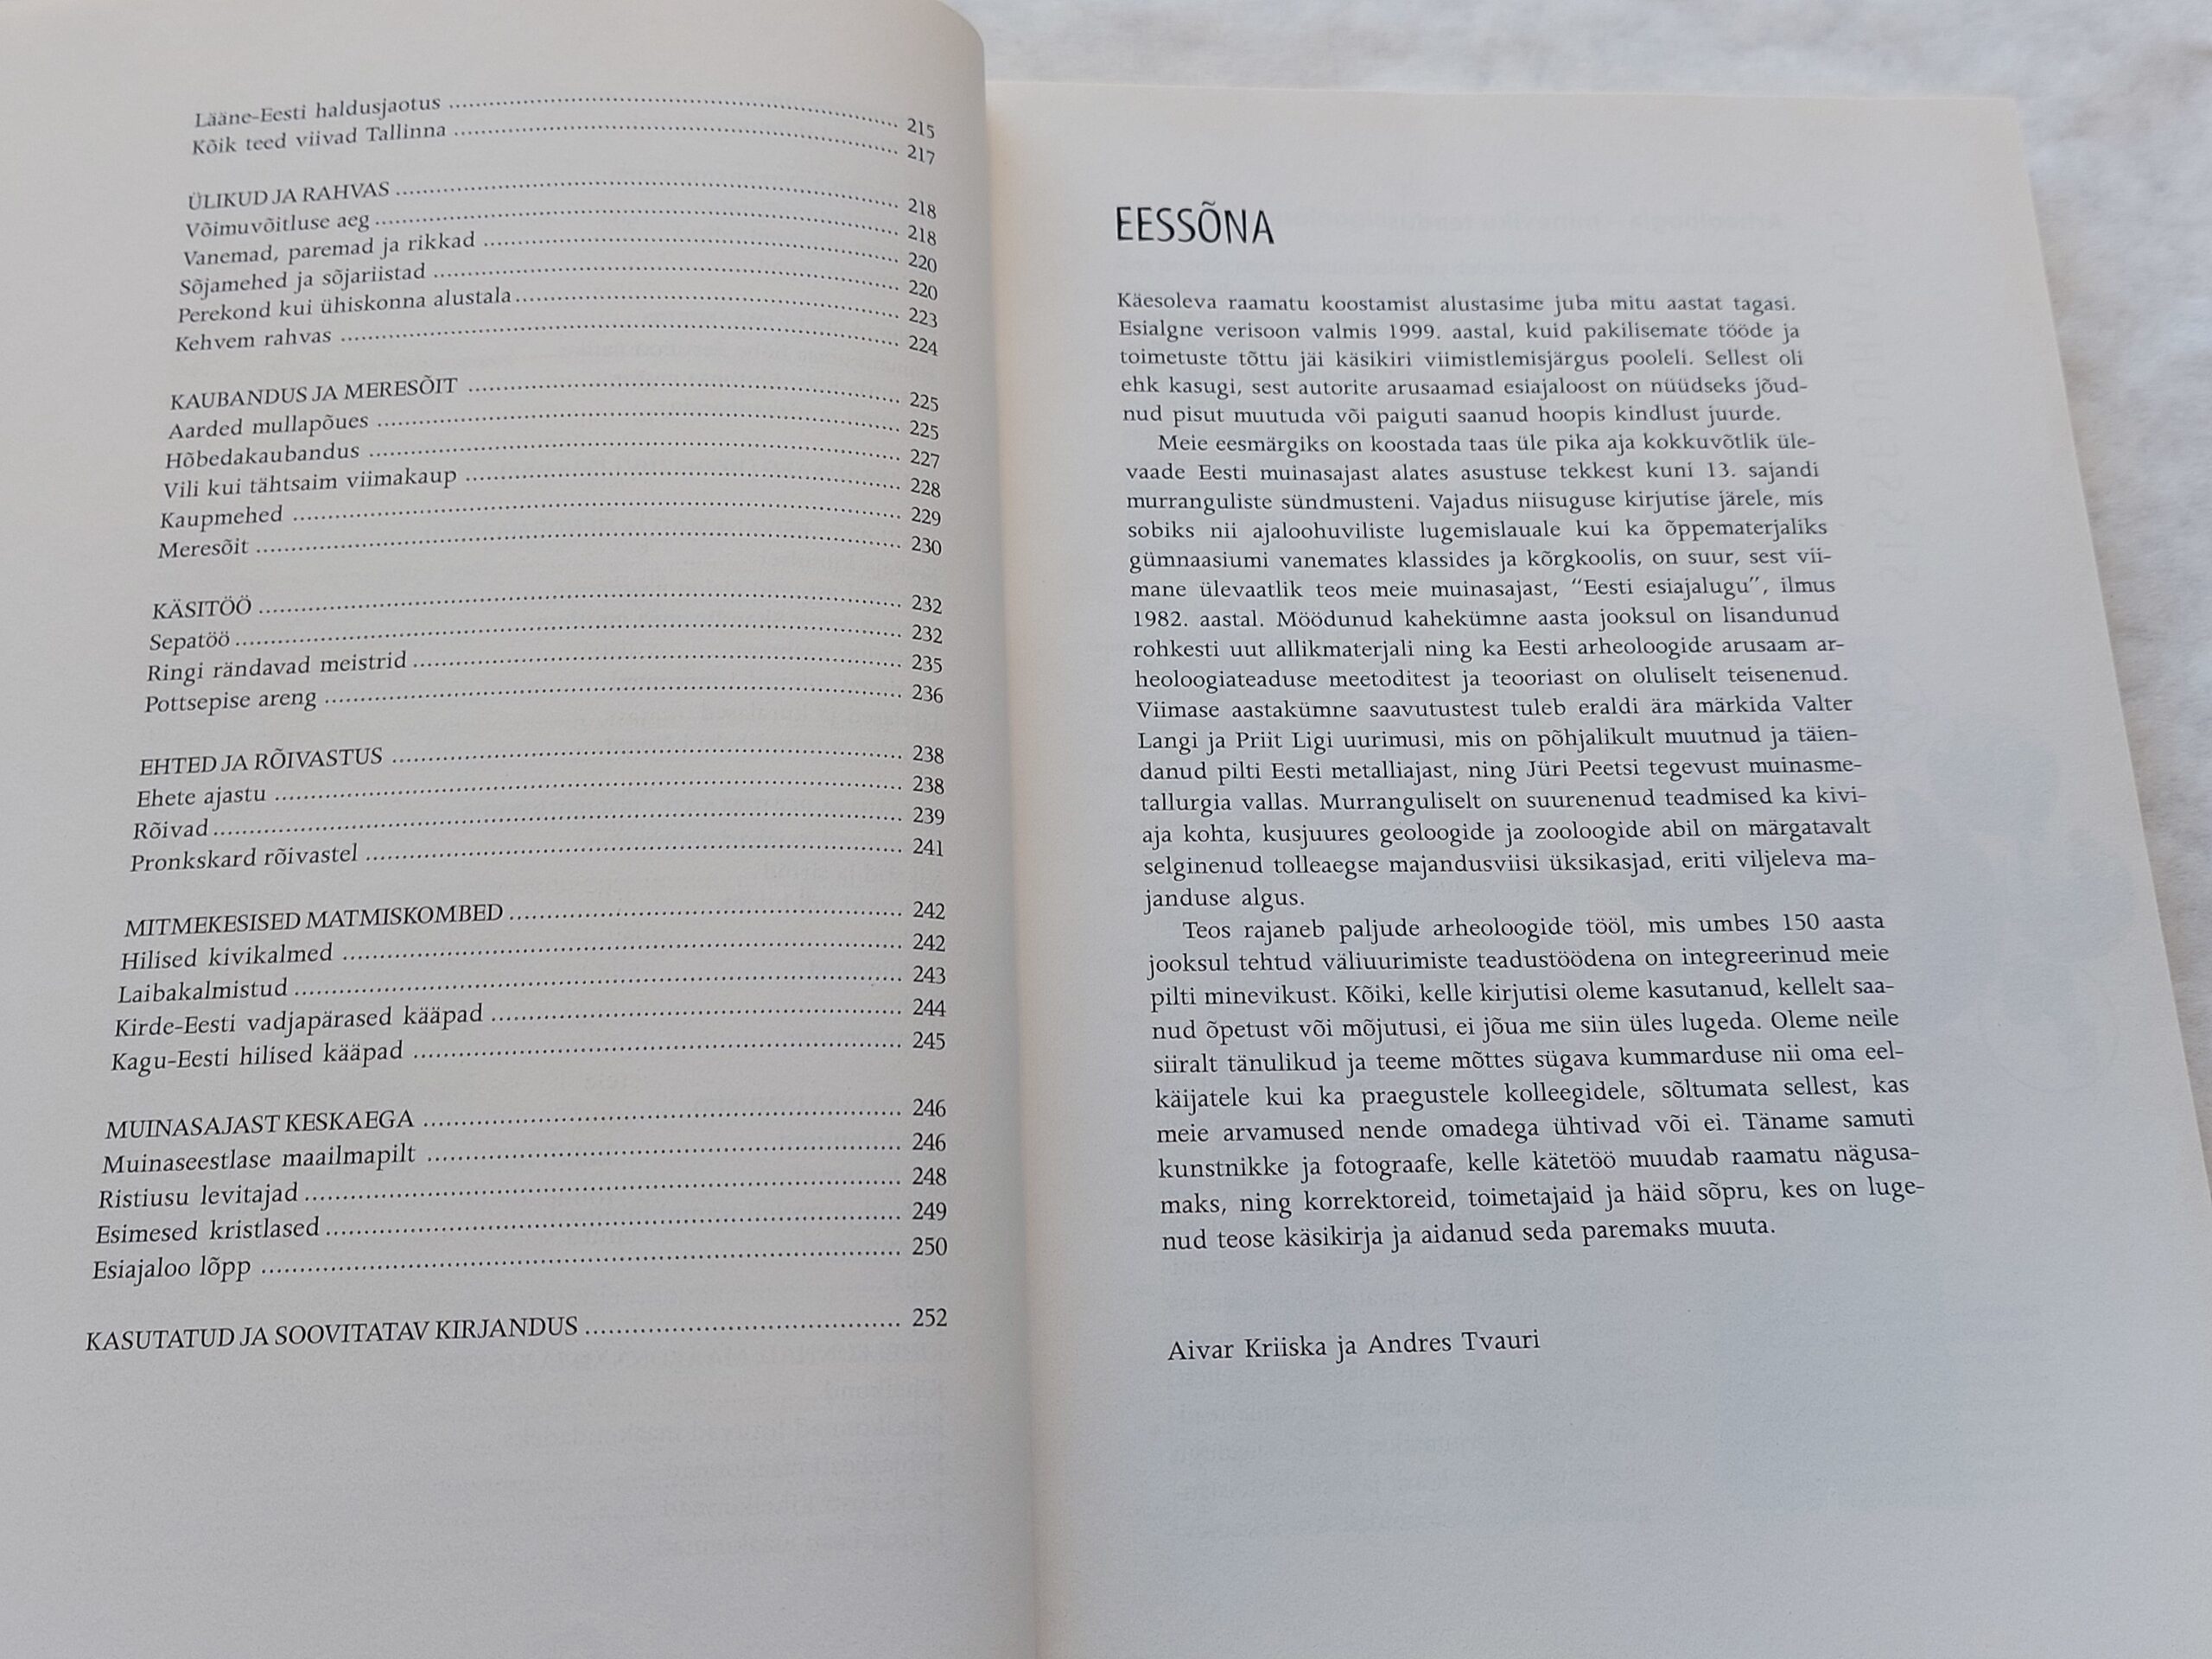 Lääne-Eesti haldusjaotus ........ 215
Kõik teed viivad Tallinna ........ 217
ÜLIKUD JA RAHVAS ........ 218
Võimuvõitluse aeg ........ 218
Vanemad, paremad ja rikkad ........ 220
Sõjamehed ja sõjariistad ........ 220
Perekond kui ühiskonna alustala ........ 223
Kehvem rahvas ........ 224
KAUBANDUS JA MERESÕIT ........ 225
Aarded mullapõues ........ 225
Hõbedakaubandus ........ 227
Vili kui tähtsaim viimakaup ........ 228
Kaupmehed ........ 229
Meresõit ........ 230
KÄSITÖÖ ........ 232
Sepatöö ........ 232
Ringi rändavad meistrid ........ 235
Pottsepise areng ........ 236
EHTED JA RÕIVASTUS ........ 238
Ehete ajastu ........ 238
Rõivad ........ 239
Pronkskard rõivastel ........ 241
MITMEKESISED MATMISKOMBED ........ 242
Hilised kivikalmed ........ 242
Laibakalmistud ........ 243
Kirde-Eesti vadjapärased kääpad ........ 244
Kagu-Eesti hilised kääpad ........ 245
MUINASAJAST KESKAEGA ........ 246
Muinaseestlase maailmapilt ........ 246
Ristiusu levitajad ........ 248
Esimesed kristlased ........ 249
Esiajaloo lõpp ........ 250
KASUTATUD JA SOOVITATAV KIRJANDUS ........ 252
EESSÕNA
Käesoleva raamatu koostamist alustasime juba mitu aastat tagasi.
Esialgne verisoon valmis 1999. aastal, kuid pakilisemate tööde ja
toimetuste tõttu jäi käsikiri viimistlemisjärgus pooleli. Sellest oli
ehk kasugi, sest autorite arusaamad esiajaloost on nüüdseks jõud-
nud pisut muutuda või paiguti saanud hoopis kindlust juurde.
Meie eesmärgiks on koostada taas üle pika aja kokkuvõtlik üle-
vaade Eesti muinasajast alates asustuse tekkest kuni 13. sajandi
murranguliste sündmusteni. Vajadus niisuguse kirjutise järele, mis
sobiks nii ajaloohuviliste lugemislauale kui ka õppematerjaliks
gümnaasiumi vanemates klassides ja kõrgkoolis, on suur, sest vii-
mane ülevaatlik teos meie muinasajast, “Eesti esiajalugu”, ilmus
1982. aastal. Möödunud kahekümne aasta jooksul on lisandunud
rohkesti uut allikmaterjali ning ka Eesti arheoloogide arusaam ar-
heoloogiateaduse meetoditest ja teooriast on oluliselt teisenenud.
Viimase aastakümne saavutustest tuleb eraldi ära märkida Valter
Langi ja Priit Ligi uurimusi, mis on põhjalikult muutnud ja täien-
danud pilti Eesti metalliajast, ning Jüri Peetsi tegevust muinasme-
tallurgia vallas. Murranguliselt on suurenenud teadmised ka kivi-
aja kohta, kusjuures geoloogide ja zooloogide abil on märgatavalt
selginenud tolleaegse majandusviisi üksikasjad, eriti viljeleva ma-
janduse algus.
Teos rajaneb paljude arheoloogide tööl, mis umbes 150 aasta
jooksul tehtud väliuurimiste teadustöödena on integreerinud meie
pilti minevikust. Kõiki, kelle kirjutisi oleme kasutanud, kellelt saa-
nud õpetust või mõjutusi, ei jõua me siin üles lugeda. Oleme neile
siiralt tänulikud ja teeme mõttes sügava kummarduse nii oma eel-
käijatele kui ka praegustele kolleegidele, sõltumata sellest, kas
meie arvamused nende omadega ühtivad või ei. Täname samuti
kunstnikke ja fotograafe, kelle kätetöö muudab raamatu nägusa-
maks, ning korrektoreid, toimetajaid ja häid sõpru, kes on luge-
nud teose käsikirja ja aidanud seda paremaks muuta.
Aivar Kriiska ja Andres Tvauri